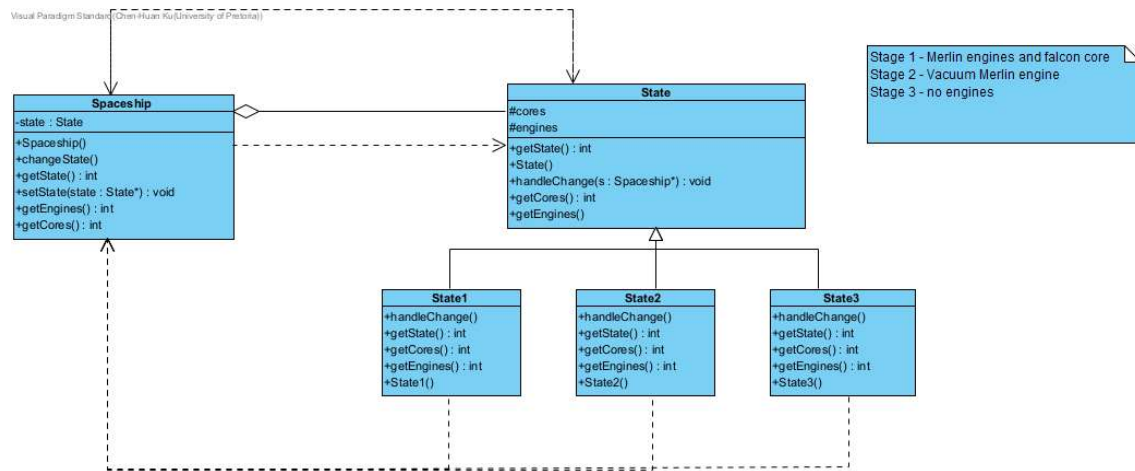 Visual Paradigm Standard(Chen-Huan Ku(University of Pretoria))
Spaceship
-state : State
+Spaceship()
+changeState()
+getState() : int
+setState(state : State*) : void
+getEngines() : int
+getCores() : int
State
#cores
#engines
+getState() : int
+State()
+handleChange(s : Spaceship*) : void
+getCores() : int
+getEngines()
Stage 1 - Merlin engines and falcon core
Stage 2 - Vacuum Merlin engine
Stage 3 - no engines
State1
+handleChange()
+getState() : int
+getCores() : int
+getEngines() : int
+State1()
State2
+handleChange()
+getState() : int
+getCores() : int
+getEngines() : int
+State2()
State3
+handleChange()
+getState() : int
+getCores() : int
+getEngines() : int
+State3()